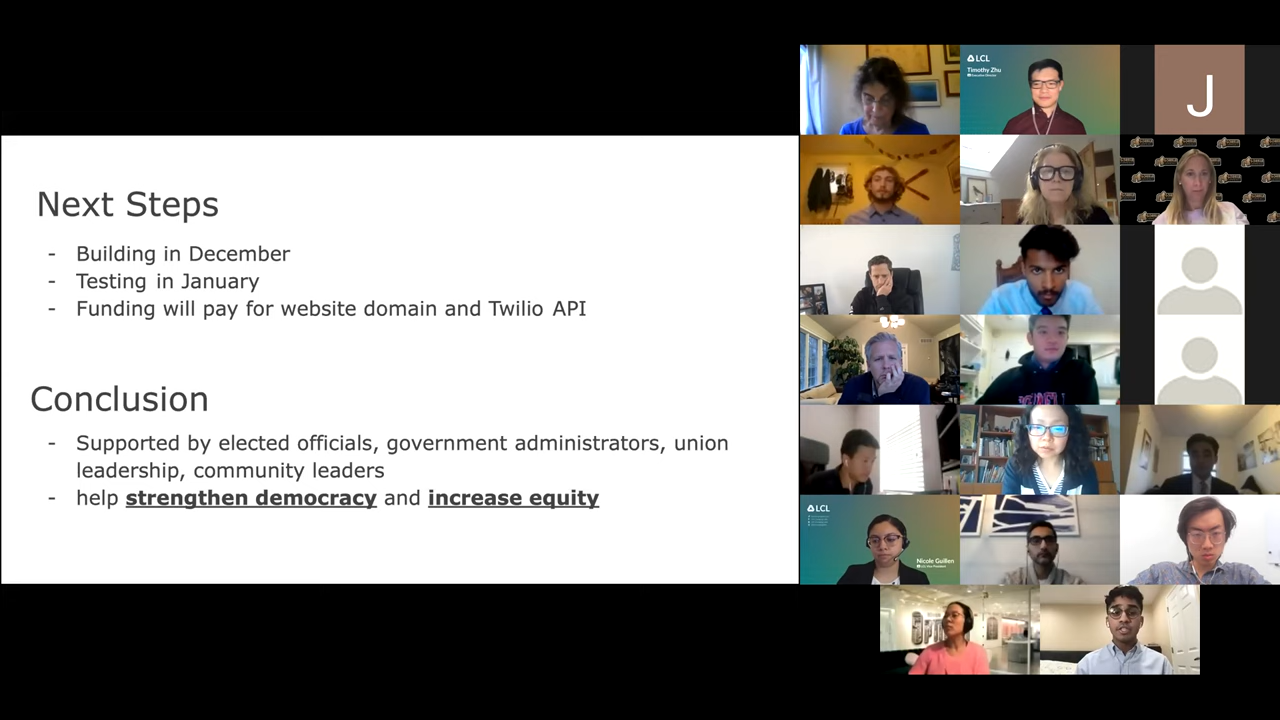 Next Steps
- Building in December
- Testing in January
- Funding will pay for website domain and Twilio API
Conclusion
- Supported by elected officials, government administrators, union
leadership, community leaders
- help strengthen democracy and increase equity
LCL
Timothy Zhu
Executive Director
J
LCL
Nicole Guillen